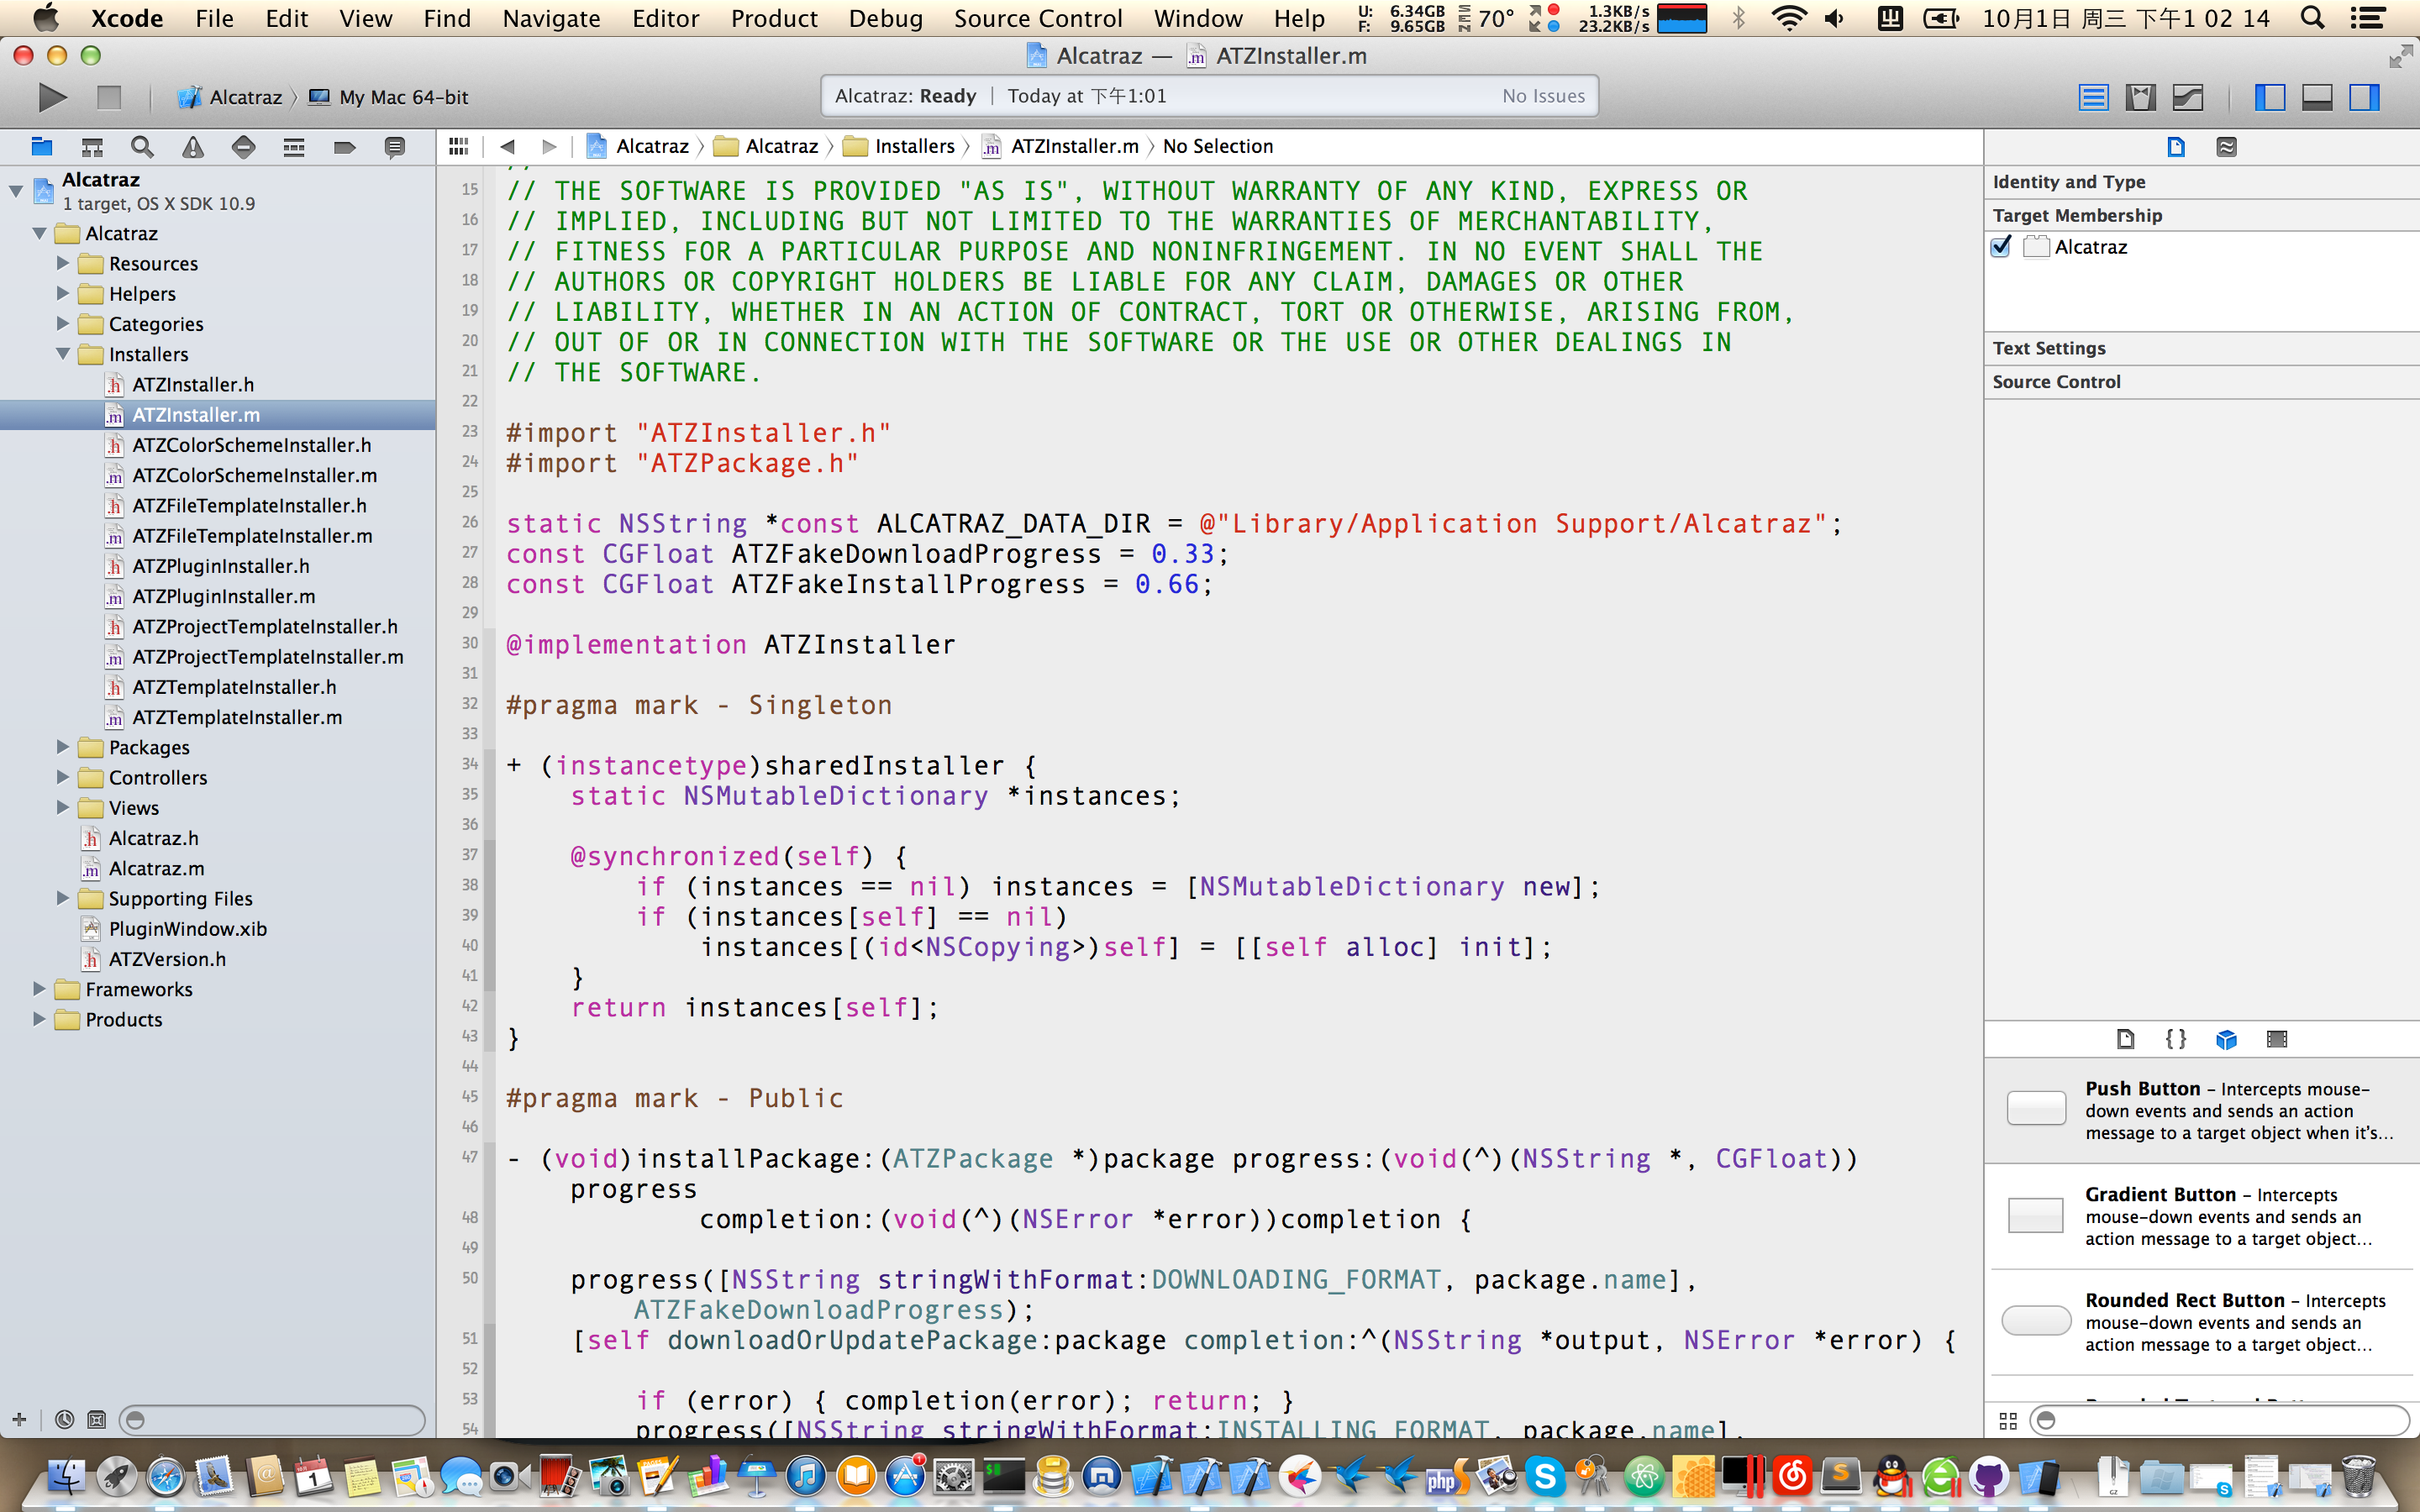 Xcode File Edit View Find Navigate Editor Product Debug Source Control Window Help U: 6.34GB F: 9.65GB SEN 70° 1.3KB/s 23.2KB/s 10月1日 周三 下午1 02 14
Alcatraz — ATZInstaller.m
Alcatraz My Mac 64-bit
Alcatraz: Ready | Today at 下午1:01 No Issues
Alcatraz Alcatraz Installers ATZInstaller.m No Selection
Alcatraz
1 target, OS X SDK 10.9
Alcatraz
Resources
Helpers
Categories
Installers
ATZInstaller.h
ATZInstaller.m
ATZColorSchemeInstaller.h
ATZColorSchemeInstaller.m
ATZFileTemplateInstaller.h
ATZFileTemplateInstaller.m
ATZPluginInstaller.h
ATZPluginInstaller.m
ATZProjectTemplateInstaller.h
ATZProjectTemplateInstaller.m
ATZTemplateInstaller.h
ATZTemplateInstaller.m
Packages
Controllers
Views
Alcatraz.h
Alcatraz.m
Supporting Files
PluginWindow.xib
ATZVersion.h
Frameworks
Products
15 // THE SOFTWARE IS PROVIDED "AS IS", WITHOUT WARRANTY OF ANY KIND, EXPRESS OR
16 // IMPLIED, INCLUDING BUT NOT LIMITED TO THE WARRANTIES OF MERCHANTABILITY,
17 // FITNESS FOR A PARTICULAR PURPOSE AND NONINFRINGEMENT. IN NO EVENT SHALL THE
18 // AUTHORS OR COPYRIGHT HOLDERS BE LIABLE FOR ANY CLAIM, DAMAGES OR OTHER
19 // LIABILITY, WHETHER IN AN ACTION OF CONTRACT, TORT OR OTHERWISE, ARISING FROM,
20 // OUT OF OR IN CONNECTION WITH THE SOFTWARE OR THE USE OR OTHER DEALINGS IN
21 // THE SOFTWARE.
22
23 #import "ATZInstaller.h"
24 #import "ATZPackage.h"
25
26 static NSString *const ALCATRAZ_DATA_DIR = @"Library/Application Support/Alcatraz";
27 const CGFloat ATZFakeDownloadProgress = 0.33;
28 const CGFloat ATZFakeInstallProgress = 0.66;
29
30 @implementation ATZInstaller
31
32 #pragma mark - Singleton
33
34 + (instancetype)sharedInstaller {
35 static NSMutableDictionary *instances;
36
37 @synchronized(self) {
38 if (instances == nil) instances = [NSMutableDictionary new];
39 if (instances[self] == nil)
40 instances[(id<NSCopying>)self] = [[self alloc] init];
41 }
42 return instances[self];
43 }
44
45 #pragma mark - Public
46
47 - (void)installPackage:(ATZPackage *)package progress:(void(^)(NSString *, CGFloat))
progress
48 completion:(void(^)(NSError *error))completion {
49
50 progress([NSString stringWithFormat:DOWNLOADING_FORMAT, package.name],
ATZFakeDownloadProgress);
51 [self downloadOrUpdatePackage:package completion:^(NSString *output, NSError *error) {
52
53 if (error) { completion(error); return; }
54 progress([NSString stringWithFormat:INSTALLING_FORMAT, package.name],
Identity and Type
Target Membership
Alcatraz
Text Settings
Source Control
Push Button – Intercepts mouse-
down events and sends an action
message to a target object when it's...
Gradient Button – Intercepts
mouse-down events and sends an
action message to a target object...
Rounded Rect Button – Intercepts
mouse-down events and sends an
action message to a target object...